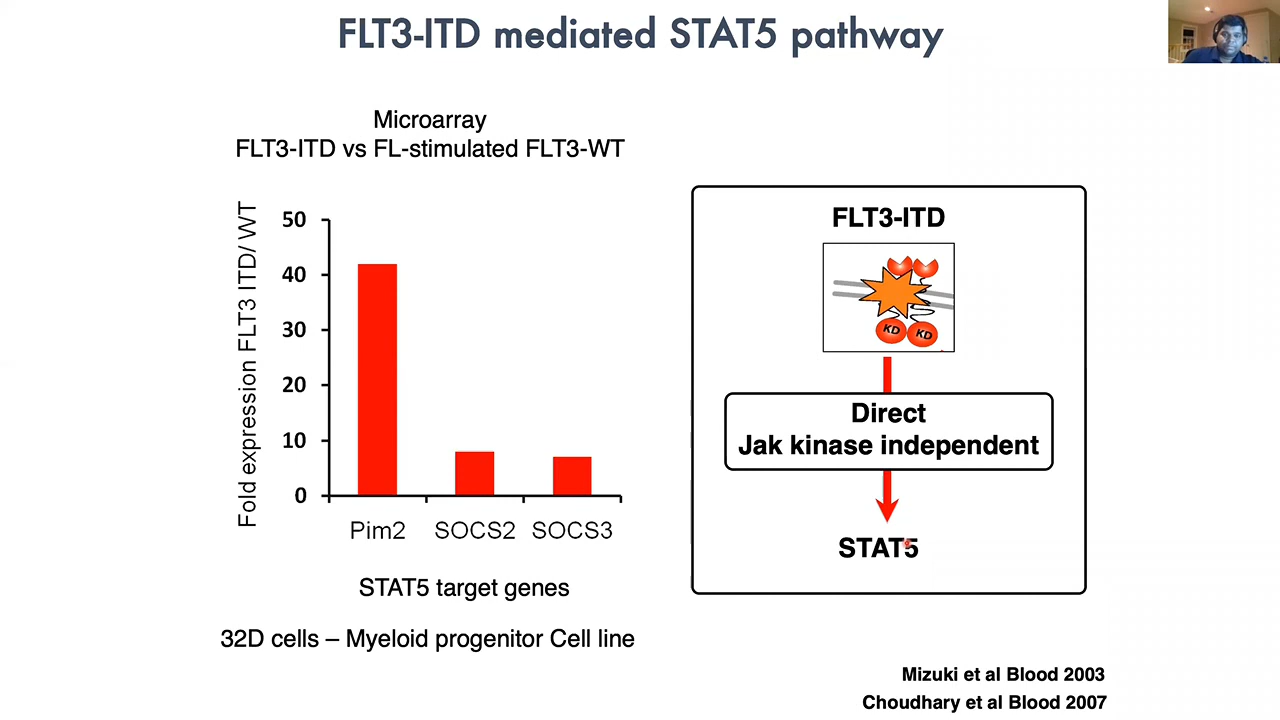 FLT3-ITD mediated STAT5 pathway
Microarray
FLT3-ITD vs FL-stimulated FLT3-WT
Fold expression FLT3 ITD/ WT
50
40
30
20
10
0
Pim2 SOCS2 SOCS3
STAT5 target genes
32D cells – Myeloid progenitor Cell line
FLT3-ITD
KD KD
Direct
Jak kinase independent
STAT5
Mizuki et al Blood 2003
Choudhary et al Blood 2007